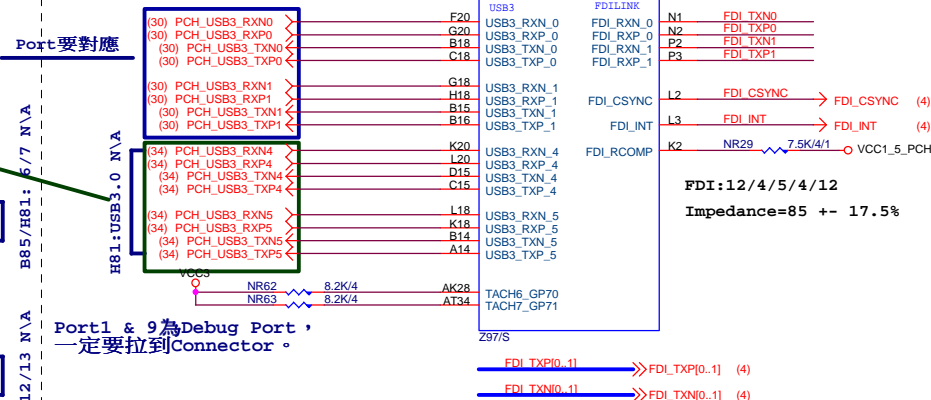 USB3
FDILINK
(30) PCH_USB3_RXN0
F20
USB3_RXN_0
FDI_RXN_0
N1
FDI_TXN0
(30) PCH_USB3_RXP0
G20
USB3_RXP_0
FDI_RXP_0
N2
FDI_TXP0
(30) PCH_USB3_TXN0
B18
USB3_TXN_0
FDI_RXN_1
P2
FDI_TXN1
(30) PCH_USB3_TXP0
C18
USB3_TXP_0
FDI_RXP_1
P3
FDI_TXP1
Port要對應
(30) PCH_USB3_RXN1
G18
USB3_RXN_1
(30) PCH_USB3_RXP1
H18
USB3_RXP_1
FDI_CSYNC
L2
FDI_CSYNC
FDI_CSYNC (4)
(30) PCH_USB3_TXN1
B15
USB3_TXN_1
(30) PCH_USB3_TXP1
B16
USB3_TXP_1
FDI_INT
L3
FDI_INT
FDI_INT (4)
(34) PCH_USB3_RXN4
K20
USB3_RXN_4
FDI_RCOMP
K2
NR29
7.5K/4/1
VCC1_5_PCH
(34) PCH_USB3_RXP4
L20
USB3_RXP_4
(34) PCH_USB3_TXN4
D15
USB3_TXN_4
(34) PCH_USB3_TXP4
C15
USB3_TXP_4
FDI:12/4/5/4/12
Impedance=85 +- 17.5%
(34) PCH_USB3_RXN5
L18
USB3_RXN_5
(34) PCH_USB3_RXP5
K18
USB3_RXP_5
(34) PCH_USB3_TXN5
B14
USB3_TXN_5
(34) PCH_USB3_TXP5
A14
USB3_TXP_5
B85/H81: 6/7 N\A
H81:USB3.0 N\A
VCC3
NR62
8.2K/4
AK28
TACH6_GP70
NR63
8.2K/4
AT34
TACH7_GP71
Z97/S
Port1 & 9為Debug Port，
一定要拉到Connector。
12/13 N\A
FDI_TXP[0..1]
FDI_TXP[0..1] (4)
FDI_TXN[0..1]
FDI_TXN[0..1] (4)